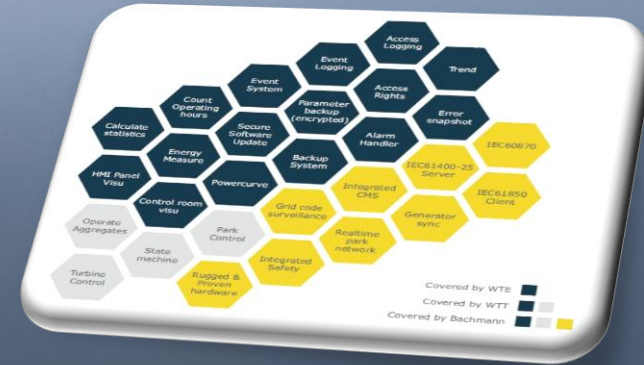 Access
Logging
Event
Logging
Trend
Event
System
Access
Rights
Count
Operating
hours
Parameter
backup
(encrypted)
Error
snapshot
Calculate
statistics
Secure
Software
Update
Alarm
Handler
IEC60870
Energy
Measure
Backup
System
IEC61400-25
Server
HMI Panel
Visu
Powercurve
Integrated
CMS
IEC61850
Client
Control room
visu
Grid code
surveillance
Generator
sync
Operate
Aggregates
Park
Control
Realtime
park
network
State
machine
Integrated
Safety
Turbine
Control
Rugged &
Proven
hardware
Covered by WTE
Covered by WTT
Covered by Bachmann